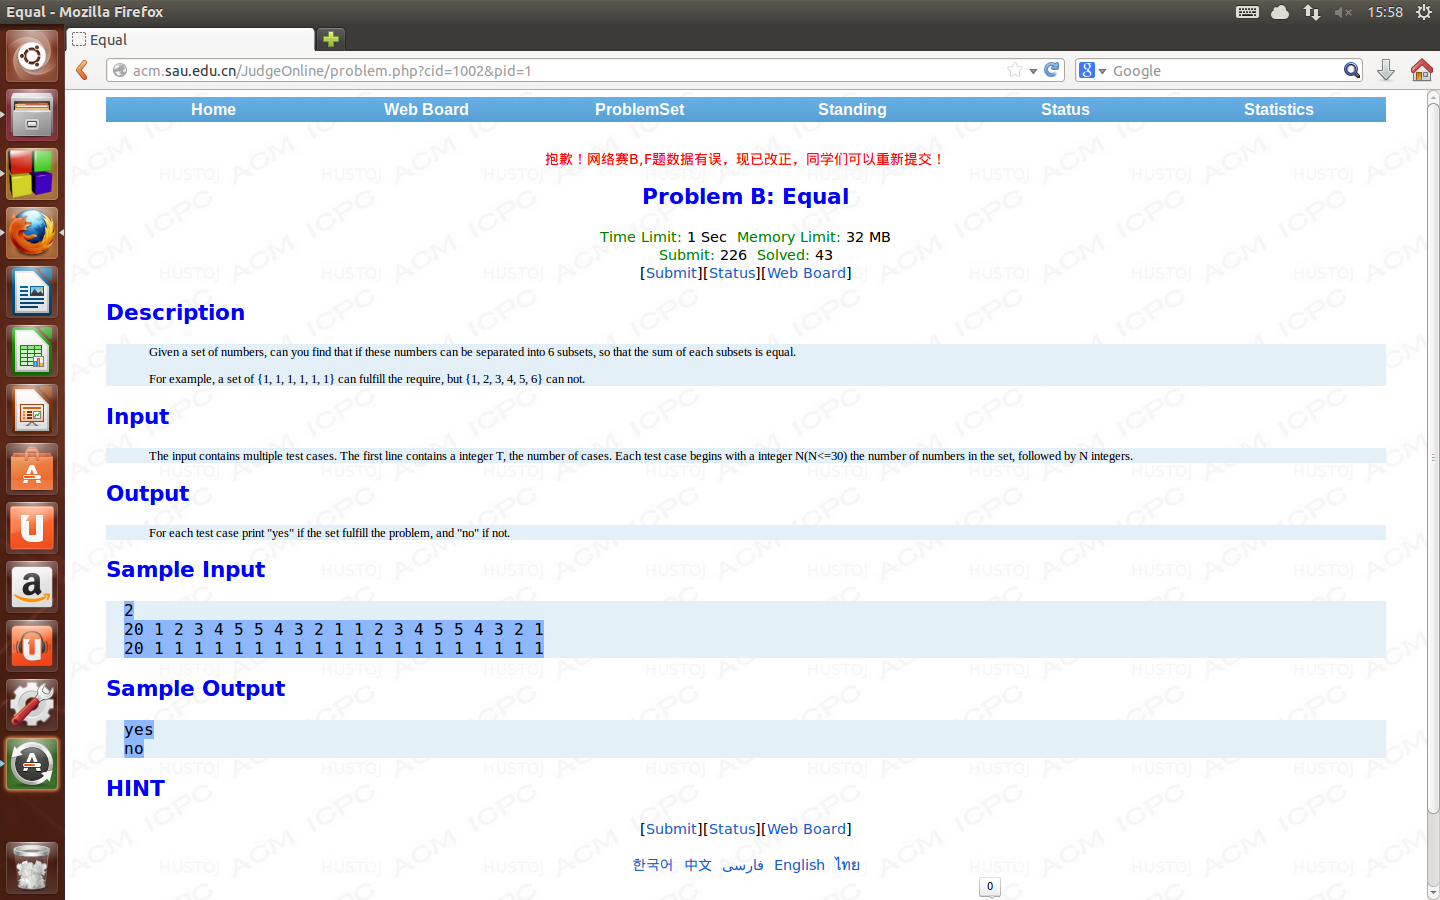 Equal - Mozilla Firefox
15:58
Equal
acm.sau.edu.cn/JudgeOnline/problem.php?cid=1002&pid=1
Google
Home Web Board ProblemSet Standing Status Statistics
抱歉！网络赛B,F题数据有误，现已改正，同学们可以重新提交！
Problem B: Equal
Time Limit: 1 Sec Memory Limit: 32 MB
Submit: 226 Solved: 43
[Submit][Status][Web Board]
Description
Given a set of numbers, can you find that if these numbers can be separated into 6 subsets, so that the sum of each subsets is equal.
For example, a set of {1, 1, 1, 1, 1, 1} can fulfill the require, but {1, 2, 3, 4, 5, 6} can not.
Input
The input contains multiple test cases. The first line contains a integer T, the number of cases. Each test case begins with a integer N(N<=30) the number of numbers in the set, followed by N integers.
Output
For each test case print "yes" if the set fulfill the problem, and "no" if not.
Sample Input
2
20 1 2 3 4 5 5 4 3 2 1 1 2 3 4 5 5 4 3 2 1
20 1 1 1 1 1 1 1 1 1 1 1 1 1 1 1 1 1 1 1 1
Sample Output
yes
no
HINT
[Submit][Status][Web Board]
한국어 中文 فارسی English ไทย
0